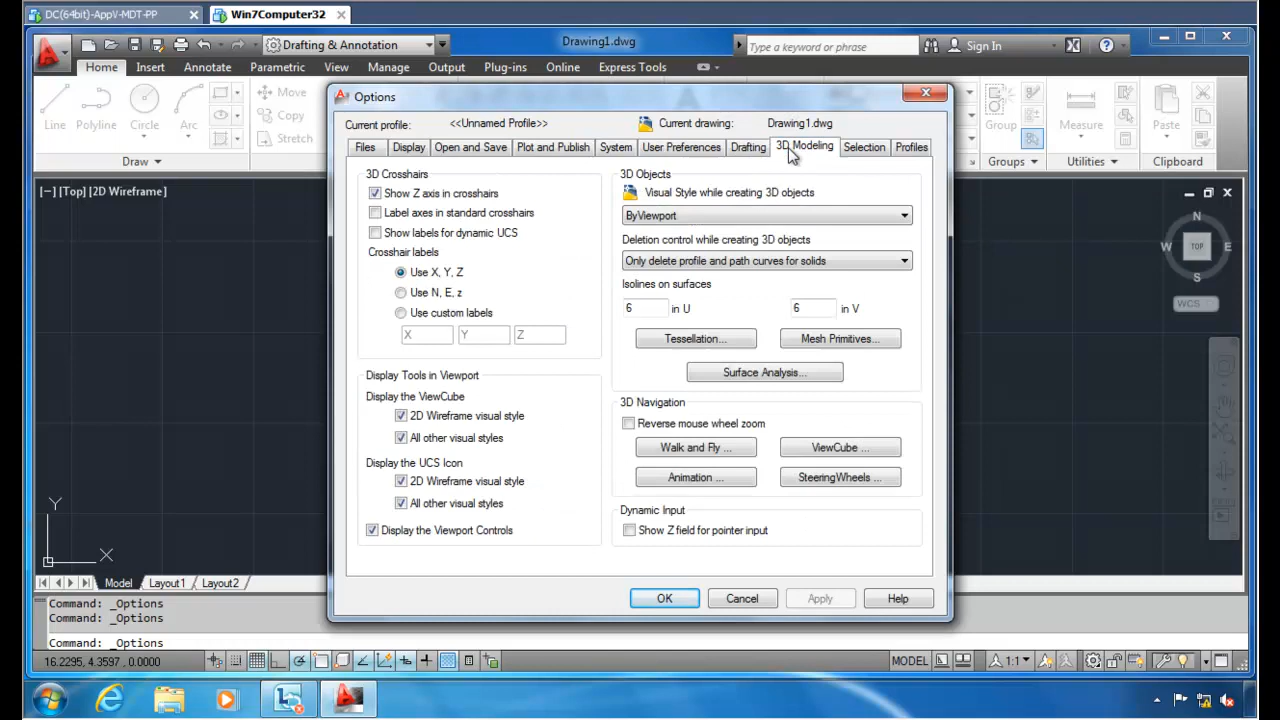 DC(64bit)-AppV-MDT-PP
Win7Computer32
Drafting & Annotation
Drawing1.dwg
Type a keyword or phrase
Sign In
Home Insert Annotate Parametric View Manage Output Plug-ins Online Express Tools
Line
Polyline
Circle
Arc
Move
Copy
Stretch
Draw
Group
Groups
Measure
Utilities
Paste
[−] [Top] [2D Wireframe]
N
W
TOP
E
S
WCS
Options
Current profile: <<Unnamed Profile>> Current drawing: Drawing1.dwg
Files Display Open and Save Plot and Publish System User Preferences Drafting 3D Modeling Selection Profiles
3D Crosshairs
Show Z axis in crosshairs
Label axes in standard crosshairs
Show labels for dynamic UCS
Crosshair labels
Use X, Y, Z
Use N, E, z
Use custom labels
X Y Z
Display Tools in Viewport
Display the ViewCube
2D Wireframe visual style
All other visual styles
Display the UCS Icon
2D Wireframe visual style
All other visual styles
Display the Viewport Controls
3D Objects
Visual Style while creating 3D objects
ByViewport
Deletion control while creating 3D objects
Only delete profile and path curves for solids
Isolines on surfaces
6 in U 6 in V
Tessellation... Mesh Primitives...
Surface Analysis...
3D Navigation
Reverse mouse wheel zoom
Walk and Fly ... ViewCube ...
Animation ... SteeringWheels ...
Dynamic Input
Show Z field for pointer input
OK Cancel Apply Help
Y
X
Model Layout1 Layout2
Command: _Options
Command: _Options
Command: _Options
16.2295, 4.3597, 0.0000
MODEL
1:1